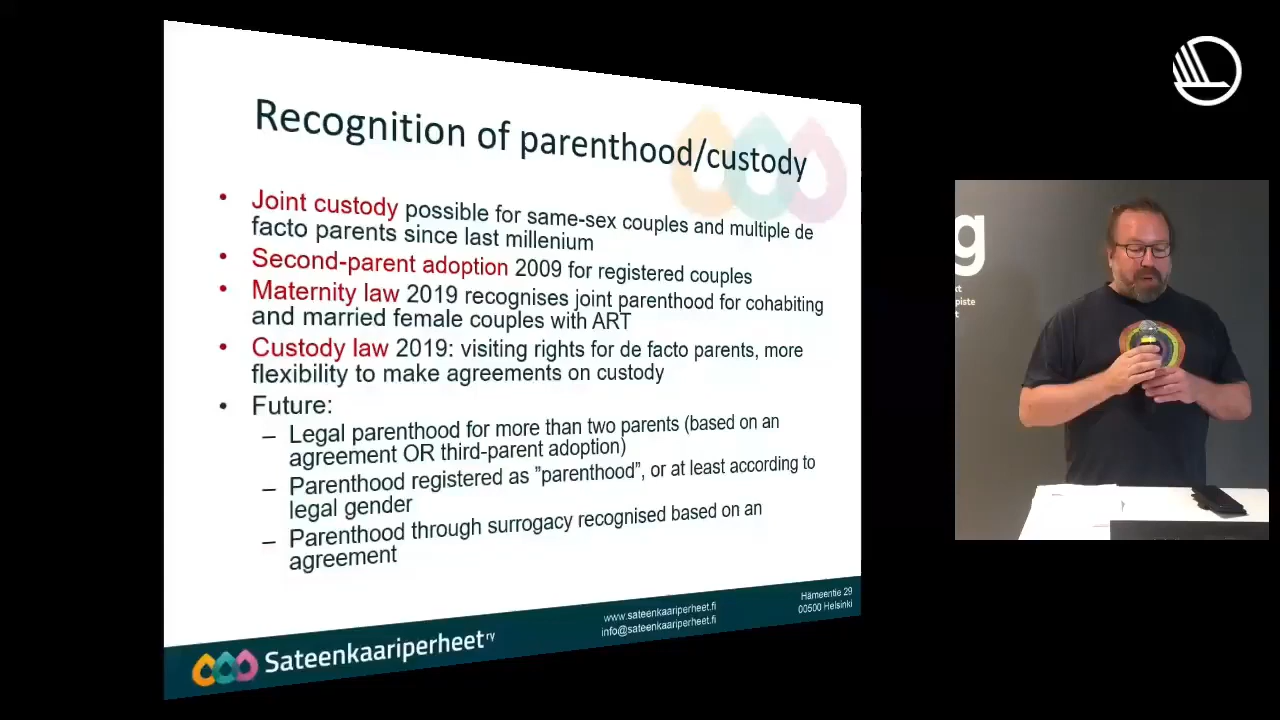 Recognition of parenthood/custody
• Joint custody possible for same-sex couples and multiple de
facto parents since last millenium
• Second-parent adoption 2009 for registered couples
• Maternity law 2019 recognises joint parenthood for cohabiting
and married female couples with ART
• Custody law 2019: visiting rights for de facto parents, more
flexibility to make agreements on custody
• Future:
– Legal parenthood for more than two parents (based on an
agreement OR third-parent adoption)
– Parenthood registered as ”parenthood”, or at least according to
legal gender
– Parenthood through surrogacy recognised based on an
agreement
Sateenkaariperheet ry
www.sateenkaariperheet.fi
info@sateenkaariperheet.fi
Hämeentie 29
00500 Helsinki